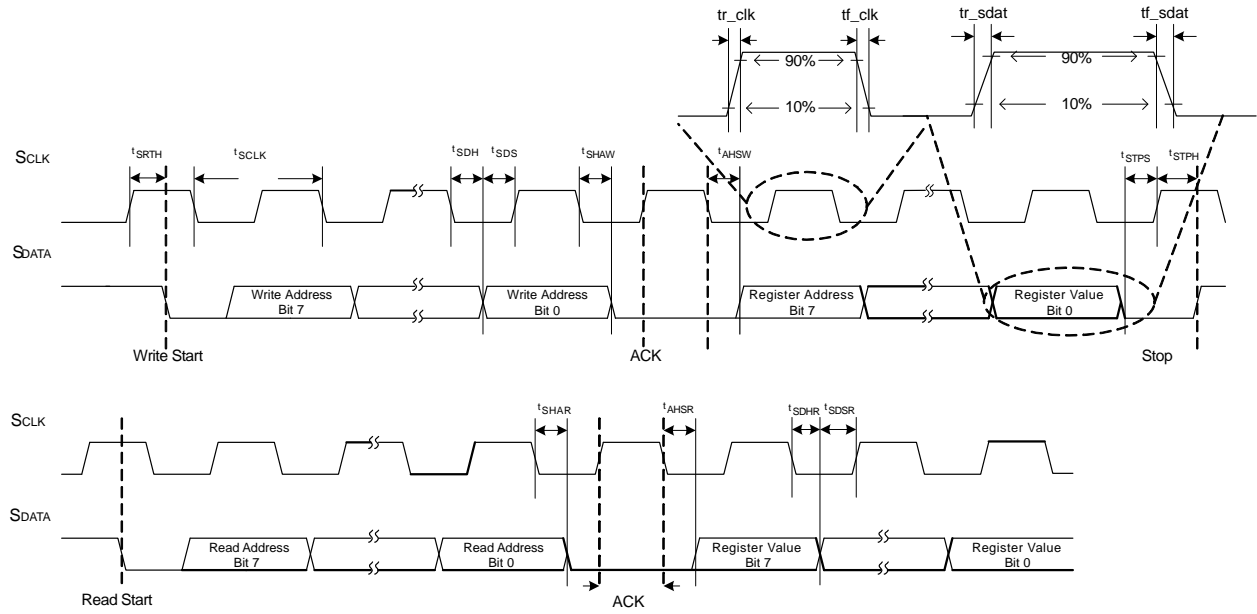 tr_clk tf_clk tr_sdat tf_sdat
90% 90%
10% 10%
SCLK tSRTH tSCLK tSDH tSDS tSHAW tAHSW tSTPS tSTPH
SDATA
Write Address Write Address Register Address Register Value
Bit 7 Bit 0 Bit 7 Bit 0
Write Start ACK Stop
SCLK tSHAR tAHSR tSDHR tSDSR
SDATA
Read Address Read Address Register Value Register Value
Bit 7 Bit 0 Bit 7 Bit 0
Read Start ACK